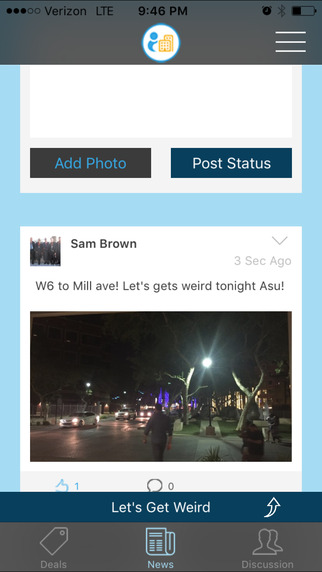 Verizon LTE 9:46 PM
Add Photo Post Status
Sam Brown
3 Sec Ago
W6 to Mill ave! Let's gets weird tonight Asu!
1 0
Let's Get Weird
Deals News Discussion